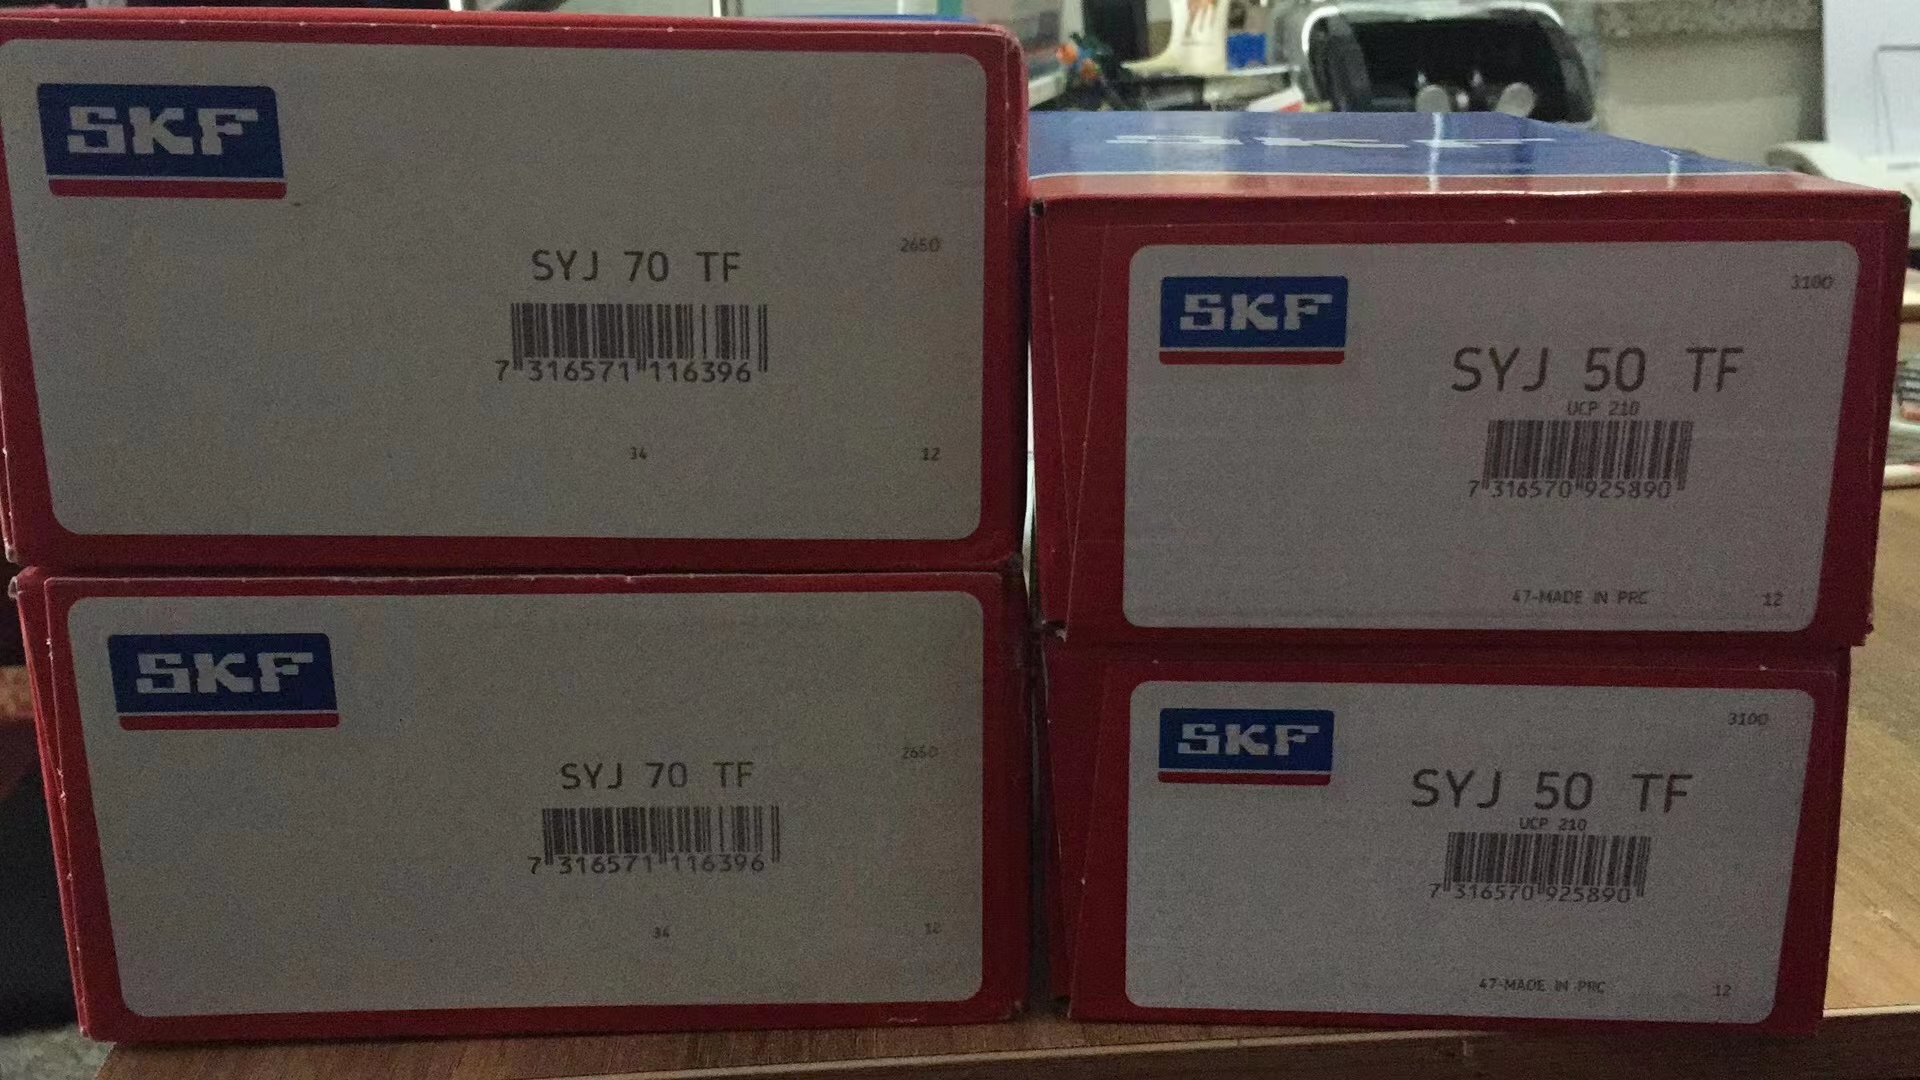 SKF
2650
SYJ 70 TF
7 316571 116396
34
12
SKF
SKF
3100
SYJ 50 TF
UCP 210
7 316570 925890
47-MADE IN PRC
12
SKF
2650
SYJ 70 TF
7 316571 116396
34
12
SKF
3100
SYJ 50 TF
UCP 210
7 316570 925890
47-MADE IN PRC
12